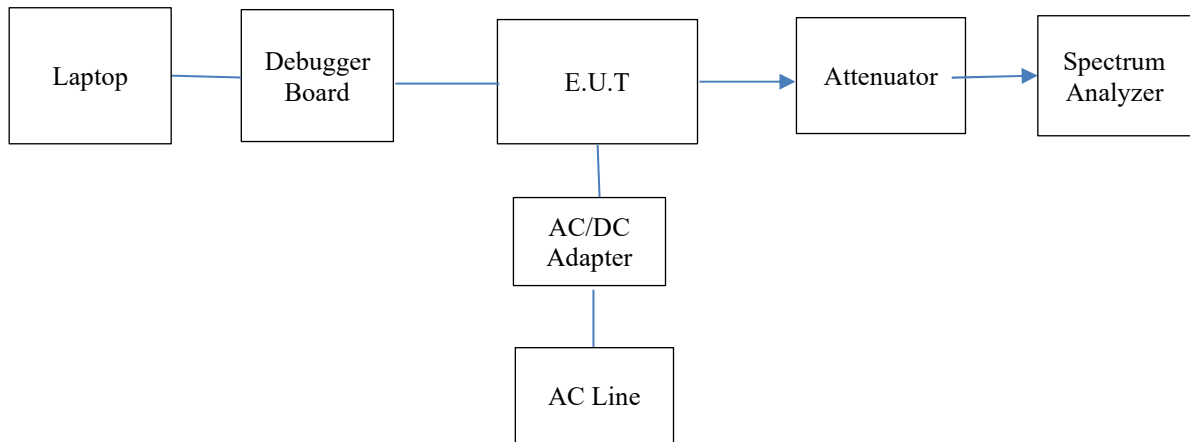 Laptop
Debugger
Board
E.U.T
Attenuator
Spectrum
Analyzer
AC/DC
Adapter
AC Line